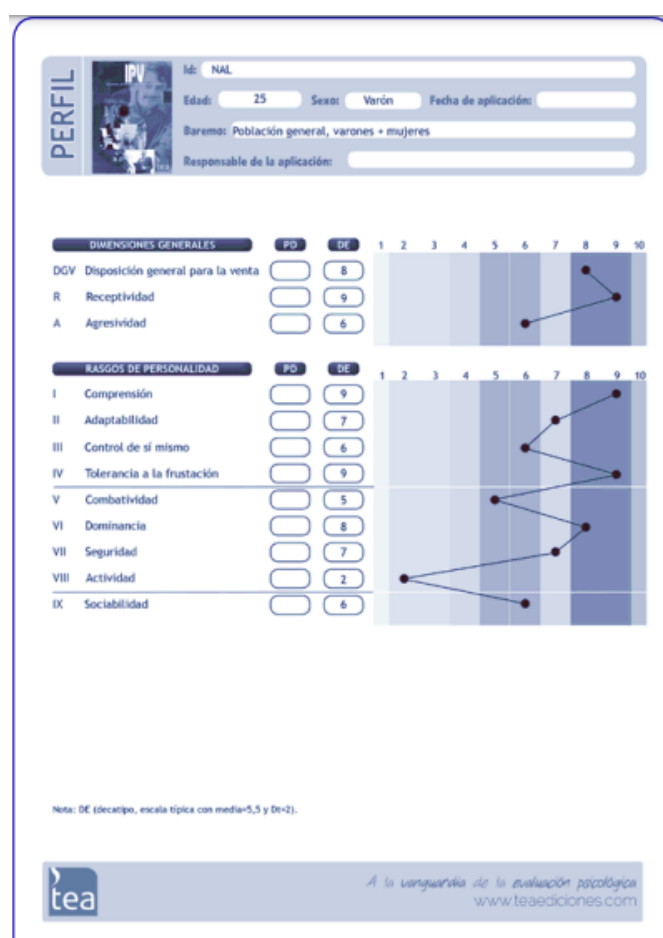 PERFIL
IPV
tea
Id: NAL
Edad: 25 Sexo: Varón Fecha de aplicación:
Baremo: Población general, varones + mujeres
Responsable de la aplicación:
DIMENSIONES GENERALES PD DE 1 2 3 4 5 6 7 8 9 10
DGV Disposición general para la venta 8
R Receptividad 9
A Agresividad 6
RASGOS DE PERSONALIDAD PD DE 1 2 3 4 5 6 7 8 9 10
I Comprensión 9
II Adaptabilidad 7
III Control de sí mismo 6
IV Tolerancia a la frustación 9
V Combatividad 5
VI Dominancia 8
VII Seguridad 7
VIII Actividad 2
IX Sociabilidad 6
Nota: DE (decatipo, escala típica con media=5,5 y Dt=2).
tea
A la vanguardia de la evaluación psicológica
www.teaediciones.com